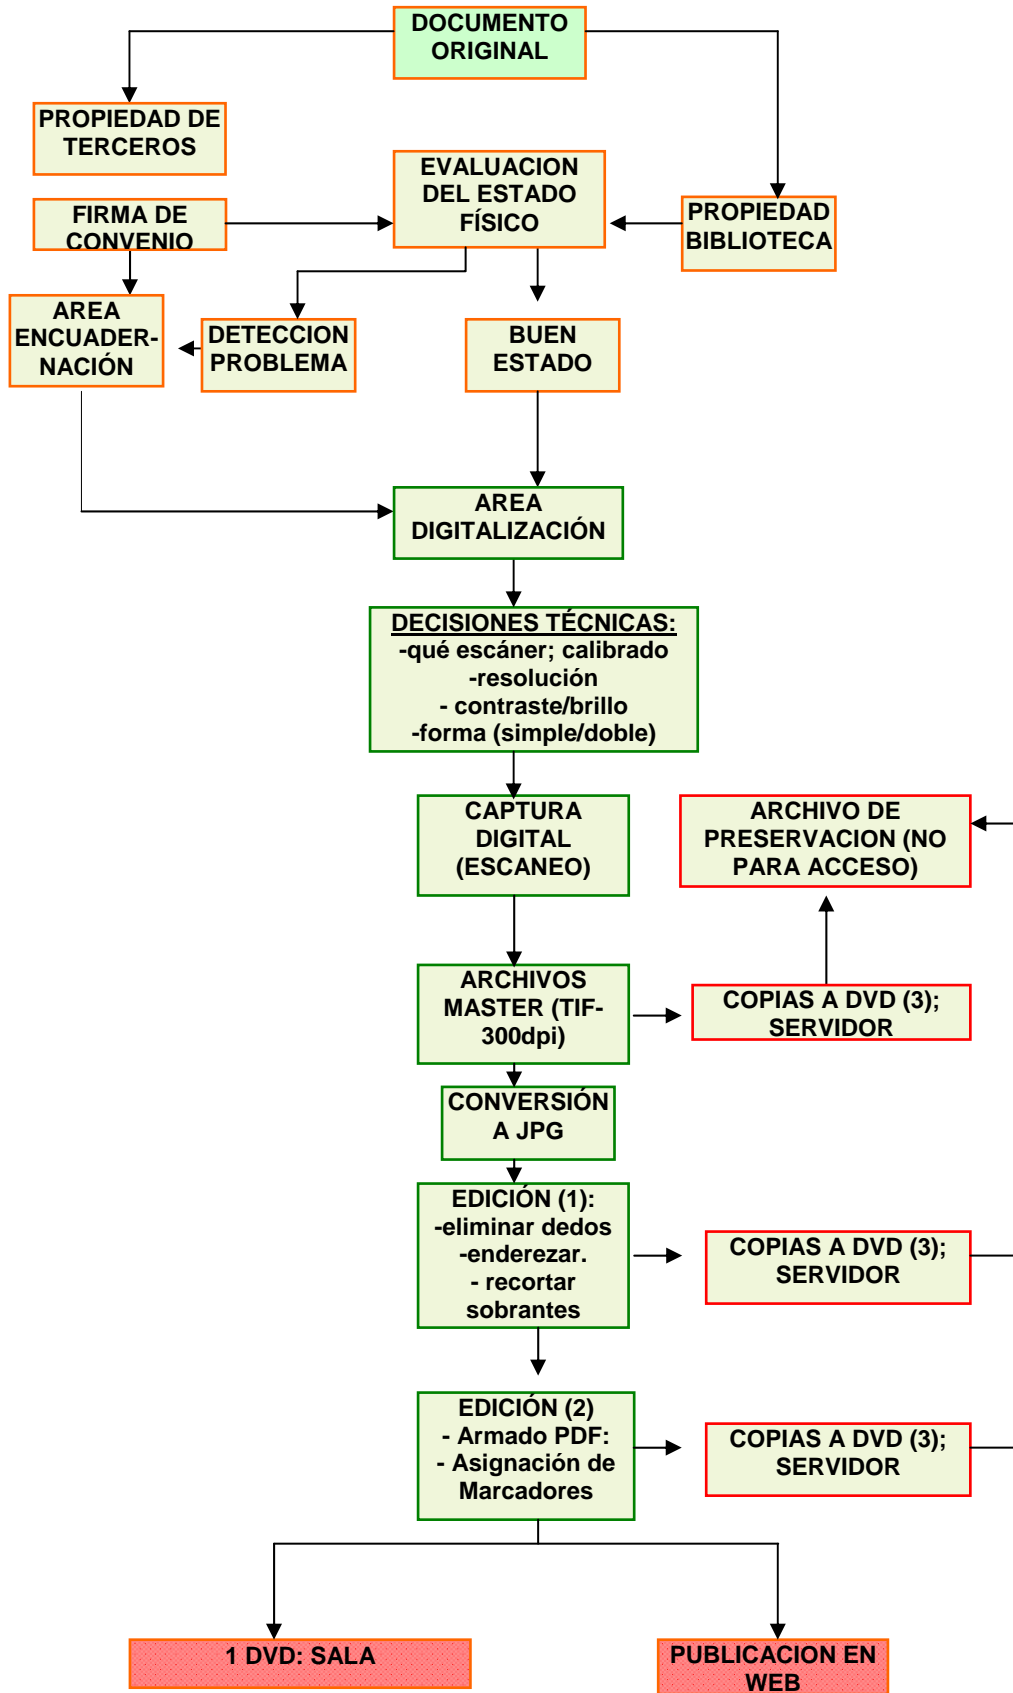 DOCUMENTO
ORIGINAL
PROPIEDAD DE
TERCEROS
EVALUACION
DEL ESTADO
FÍSICO
FIRMA DE
CONVENIO
PROPIEDAD
BIBLIOTECA
AREA
ENCUADER-
NACIÓN
DETECCION
PROBLEMA
BUEN
ESTADO
AREA
DIGITALIZACIÓN
DECISIONES TÉCNICAS:
-qué escáner; calibrado
-resolución
- contraste/brillo
-forma (simple/doble)
CAPTURA
DIGITAL
(ESCANEO)
ARCHIVO DE
PRESERVACION (NO
PARA ACCESO)
ARCHIVOS
MASTER (TIF-
300dpi)
COPIAS A DVD (3);
SERVIDOR
CONVERSIÓN
A JPG
EDICIÓN (1):
-eliminar dedos
-enderezar.
- recortar
sobrantes
COPIAS A DVD (3);
SERVIDOR
EDICIÓN (2)
- Armado PDF:
- Asignación de
Marcadores
COPIAS A DVD (3);
SERVIDOR
1 DVD: SALA
PUBLICACION EN
WEB